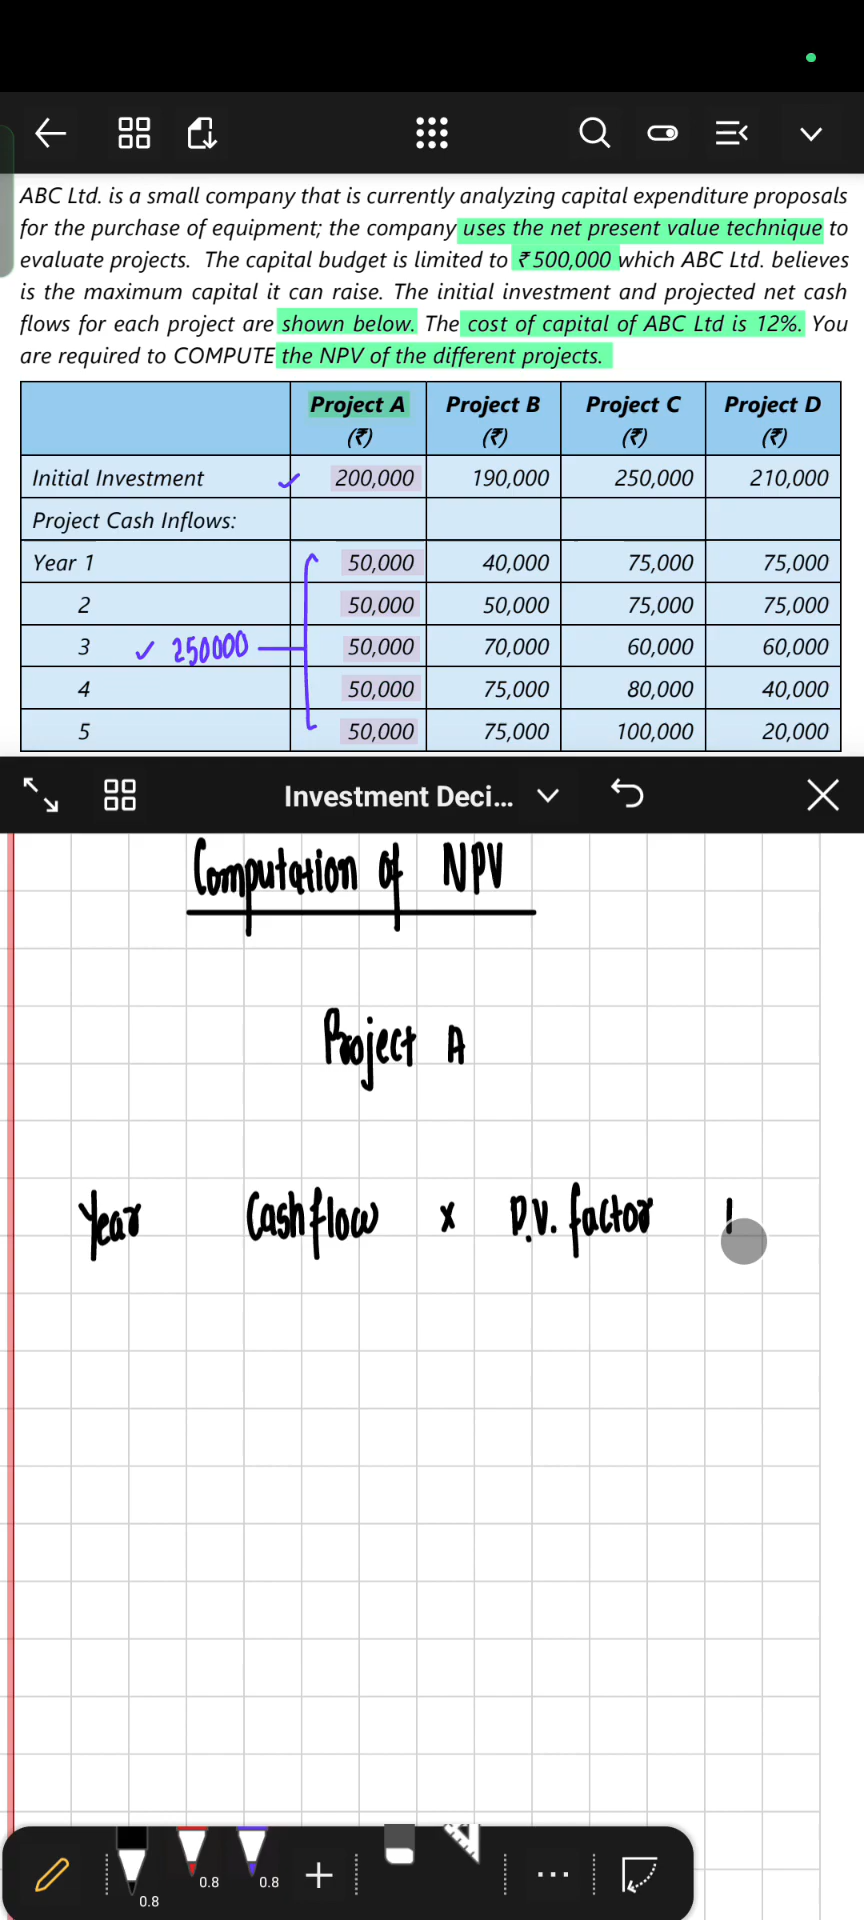 ABC Ltd. is a small company that is currently analyzing capital expenditure proposals
for the purchase of equipment; the company uses the net present value technique to
evaluate projects. The capital budget is limited to ₹500,000 which ABC Ltd. believes
is the maximum capital it can raise. The initial investment and projected net cash
flows for each project are shown below. The cost of capital of ABC Ltd is 12%. You
are required to COMPUTE the NPV of the different projects.
Project A Project B Project C Project D
(₹) (₹) (₹) (₹)
Initial Investment ✓ 200,000 190,000 250,000 210,000
Project Cash Inflows:
Year 1 50,000 40,000 75,000 75,000
2 50,000 50,000 75,000 75,000
3 ✓ 250000 50,000 70,000 60,000 60,000
4 50,000 75,000 80,000 40,000
5 50,000 75,000 100,000 20,000
Investment Deci...
Computation of NPV
Project A
Year Cashflow x P.V. factor
0.8 0.8 0.8